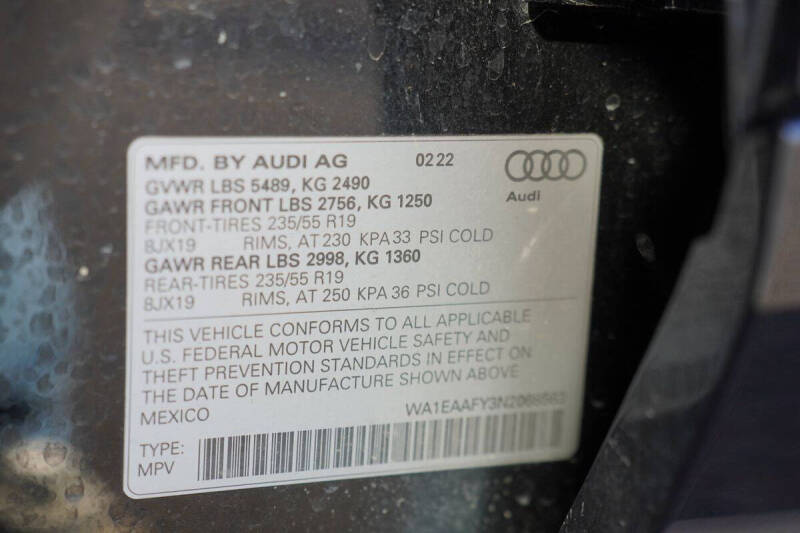 MFD. BY AUDI AG 0222
GVWR LBS 5489, KG 2490
GAWR FRONT LBS 2756, KG 1250
FRONT-TIRES 235/55 R19
8JX19 RIMS, AT 230 KPA 33 PSI COLD
GAWR REAR LBS 2998, KG 1360
REAR-TIRES 235/55 R19
8JX19 RIMS, AT 250 KPA 36 PSI COLD
Audi
THIS VEHICLE CONFORMS TO ALL APPLICABLE
U.S. FEDERAL MOTOR VEHICLE SAFETY AND
THEFT PREVENTION STANDARDS IN EFFECT ON
THE DATE OF MANUFACTURE SHOWN ABOVE
MEXICO
TYPE:
MPV